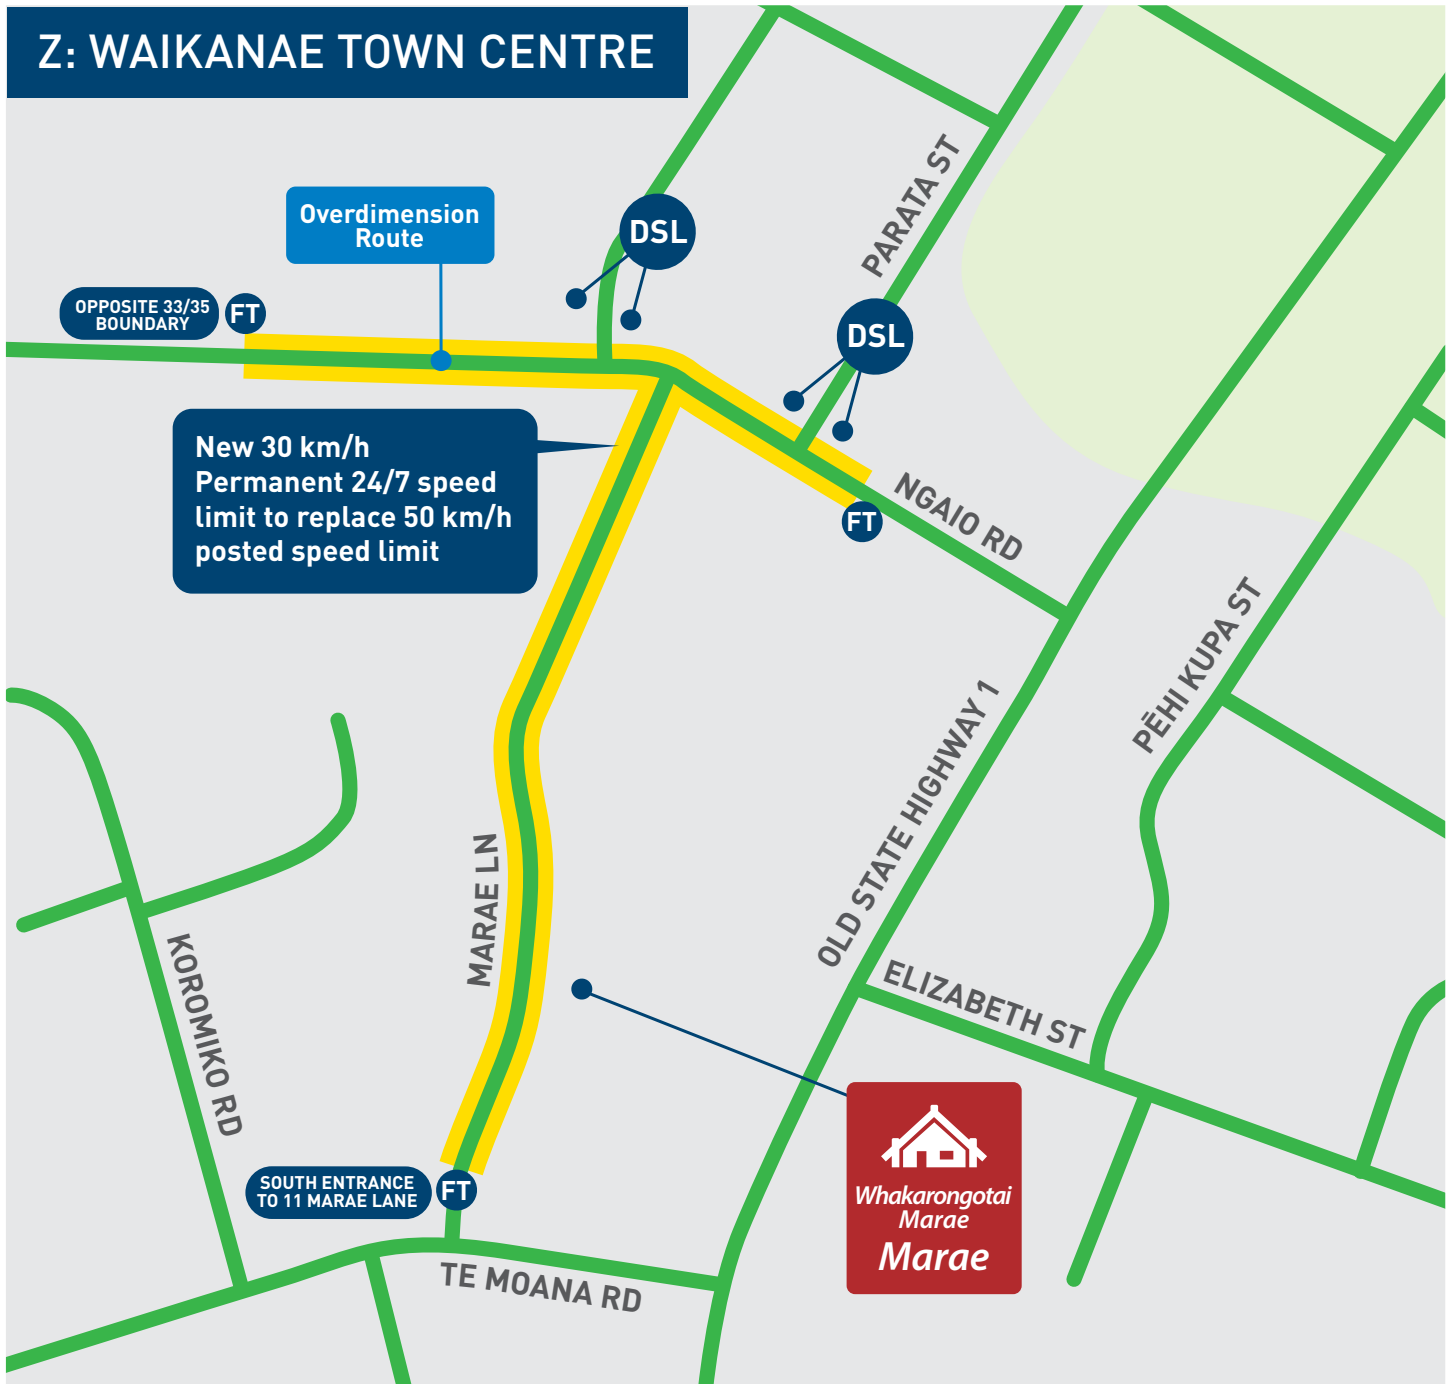 Z: WAIKANAE TOWN CENTRE
Overdimension
Route
DSL
PARATA ST
OPPOSITE 33/35
BOUNDARY
FT
DSL
New 30 km/h
Permanent 24/7 speed
limit to replace 50 km/h
posted speed limit
NGAIO RD
FT
PĒHI KUPA ST
OLD STATE HIGHWAY 1
MARAE LN
KOROMIKO RD
ELIZABETH ST
SOUTH ENTRANCE
TO 11 MARAE LANE
FT
Whakarongotai
Marae
Marae
TE MOANA RD